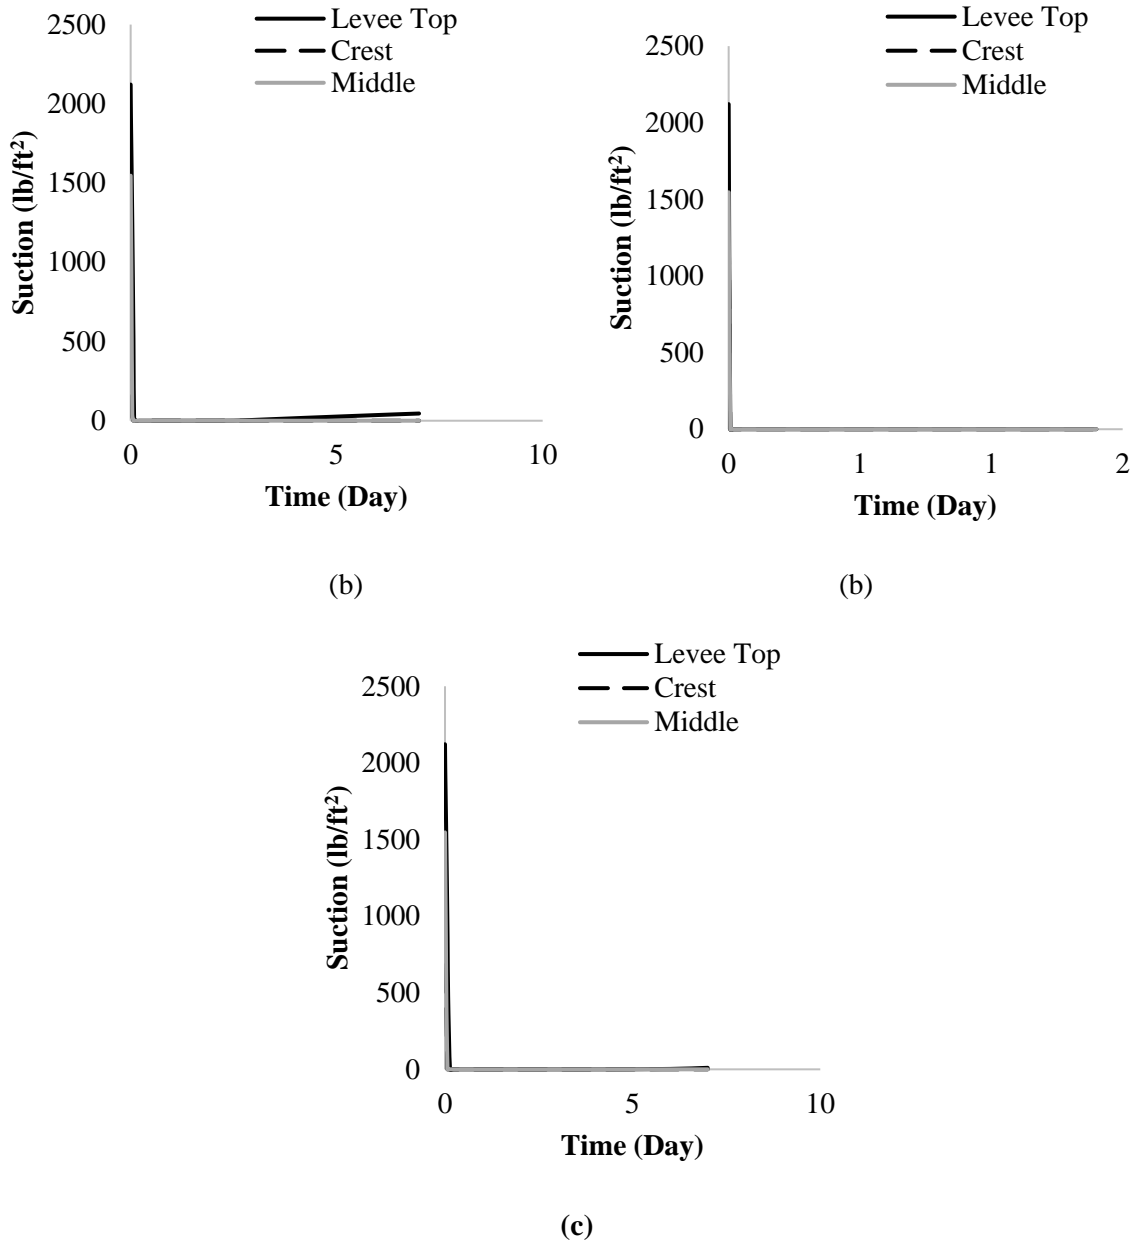 Levee Top
Crest
Middle
2500
2000
1500
1000
500
0
Suction (lb/ft²)
0 5 10
Time (Day)
(b)
Levee Top
Crest
Middle
2500
2000
1500
1000
500
0
Suction (lb/ft²)
0 1 1 2
Time (Day)
(b)
Levee Top
Crest
Middle
2500
2000
1500
1000
500
0
Suction (lb/ft²)
0 5 10
Time (Day)
(c)